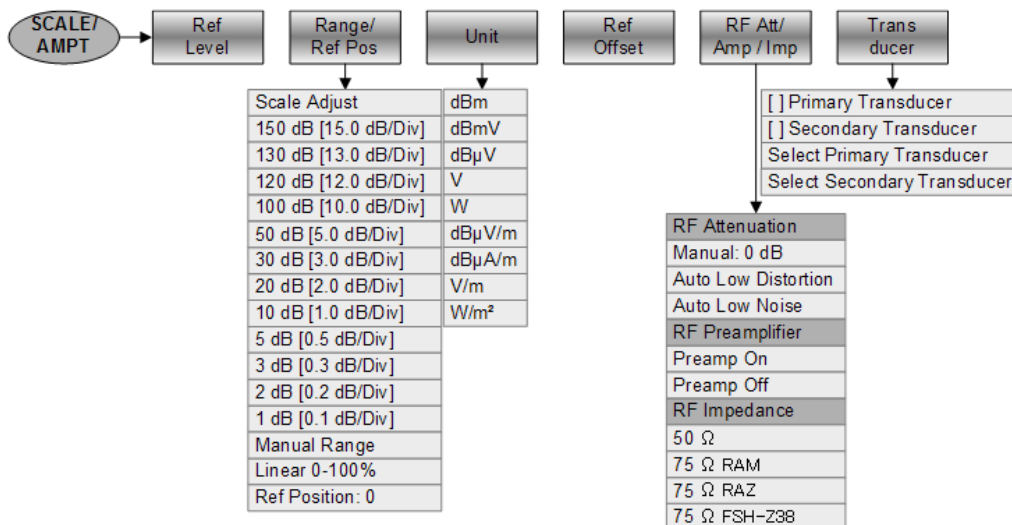 SCALE/
AMPT
Ref
Level
Range/
Ref Pos
Unit
Ref
Offset
RF Att/
Amp / Imp
Trans
ducer
Scale Adjust
150 dB [15.0 dB/Div]
130 dB [13.0 dB/Div]
120 dB [12.0 dB/Div]
100 dB [10.0 dB/Div]
50 dB [5.0 dB/Div]
30 dB [3.0 dB/Div]
20 dB [2.0 dB/Div]
10 dB [1.0 dB/Div]
5 dB [0.5 dB/Div]
3 dB [0.3 dB/Div]
2 dB [0.2 dB/Div]
1 dB [0.1 dB/Div]
Manual Range
Linear 0-100%
Ref Position: 0
dBm
dBmV
dBµV
V
W
dBµV/m
dBµA/m
V/m
W/m²
RF Attenuation
Manual: 0 dB
Auto Low Distortion
Auto Low Noise
RF Preamplifier
Preamp On
Preamp Off
RF Impedance
50 Ω
75 Ω RAM
75 Ω RAZ
75 Ω FSH-Z38
[ ] Primary Transducer
[ ] Secondary Transducer
Select Primary Transducer
Select Secondary Transducer